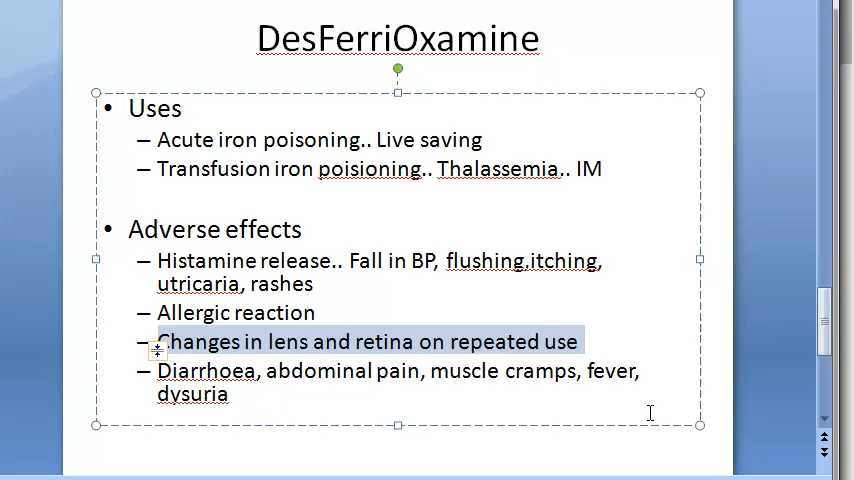 DesFerriOxamine
• Uses
– Acute iron poisoning.. Live saving
– Transfusion iron poisioning.. Thalassemia.. IM
• Adverse effects
– Histamine release.. Fall in BP, flushing.itching,
utricaria, rashes
– Allergic reaction
– Changes in lens and retina on repeated use
– Diarrhoea, abdominal pain, muscle cramps, fever,
dysuria